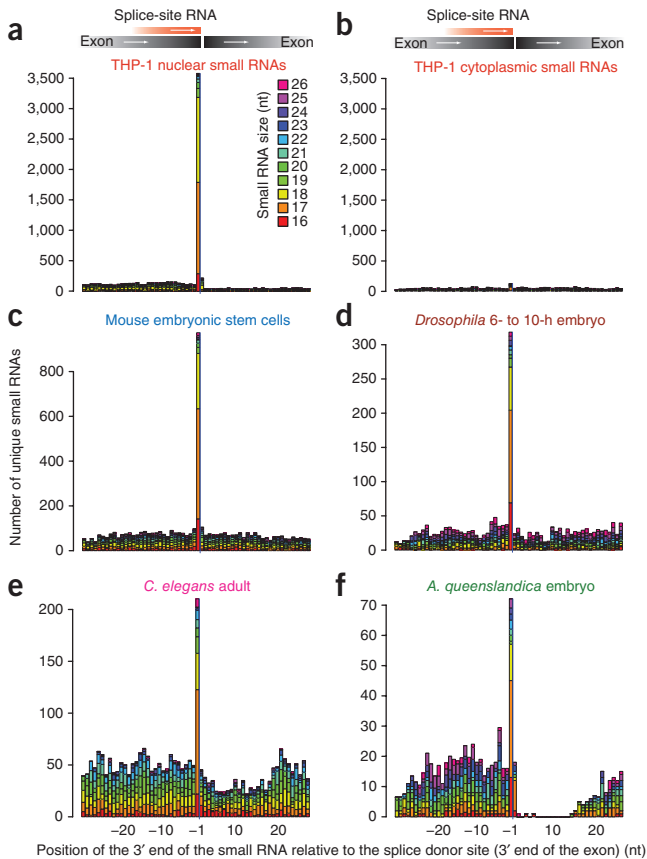 a
Splice-site RNA
Exon Exon
THP-1 nuclear small RNAs
3,500
3,000
2,500
2,000
1,500
1,000
500
0
Small RNA size (nt)
26
25
24
23
22
21
20
19
18
17
16
b
Splice-site RNA
Exon Exon
THP-1 cytoplasmic small RNAs
3,500
3,000
2,500
2,000
1,500
1,000
500
0
Number of unique small RNAs
c
Mouse embryonic stem cells
800
600
400
200
0
d
Drosophila 6- to 10-h embryo
300
250
200
150
100
50
0
e
C. elegans adult
200
150
100
50
0
−20 −10 −1 10 20
f
A. queenslandica embryo
70
60
50
40
30
20
10
0
−20 −10 −1 10 20
Position of the 3′ end of the small RNA relative to the splice donor site (3′ end of the exon) (nt)